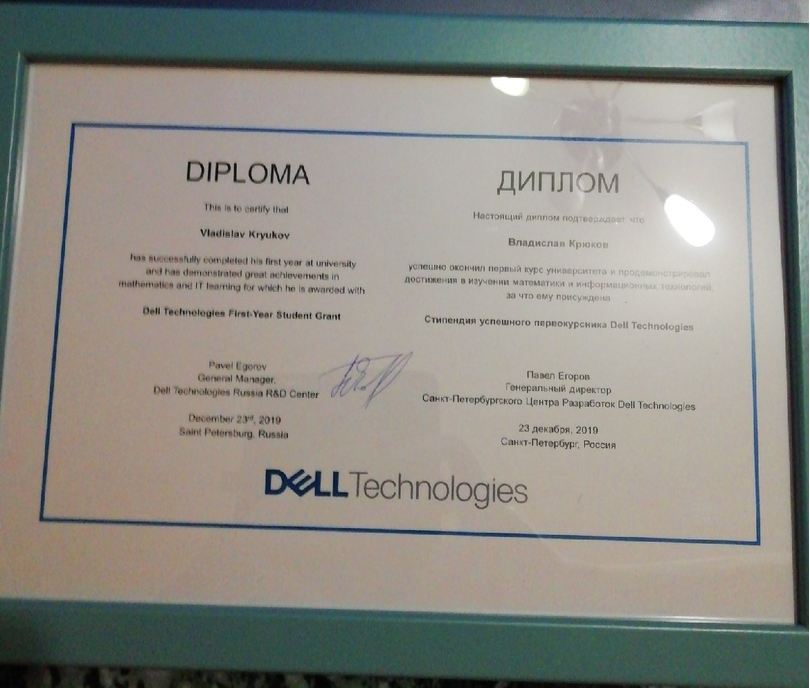 DIPLOMA
This is to certify that
Vladislav Kryukov
has successfully completed his first year at university
and has demonstrated great achievements in
mathematics and IT learning for which he is awarded with
Dell Technologies First-Year Student Grant
Pavel Egorov
General Manager,
Dell Technologies Russia R&D Center
December 23rd, 2019
Saint Petersburg, Russia
ДИПЛОМ
Настоящий диплом подтверждает, что
Владислав Крюков
успешно окончил первый курс университета и продемонстрировал
достижения в изучении математики и информационных технологий,
за что ему присуждена
Стипендия успешного первокурсника Dell Technologies
Павел Егоров
Генеральный директор
Санкт-Петербургского Центра Разработок Dell Technologies
23 декабря, 2019
Санкт-Петербург, Россия
DELL Technologies